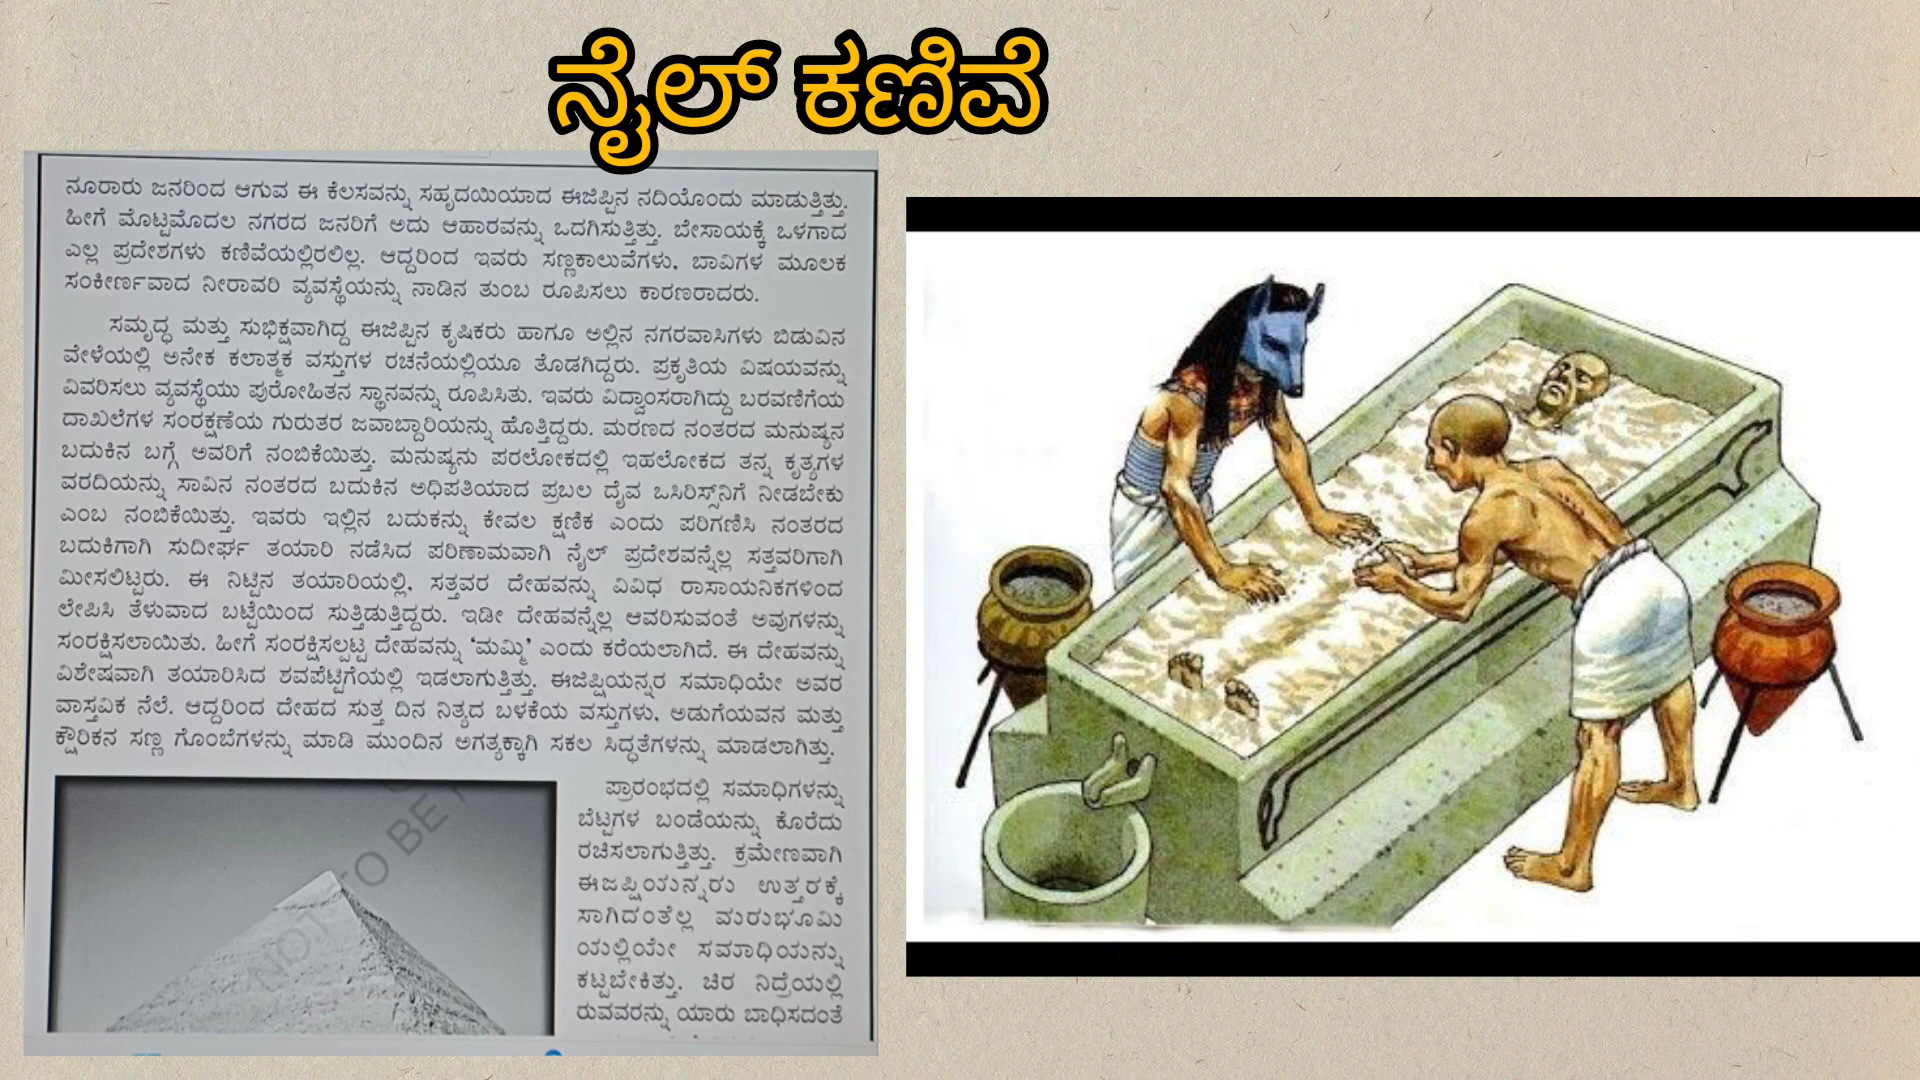 ನೈಲ್ ಕಣಿವೆ
ನೂರಾರು ಜನರಿಂದ ಆಗುವ ಈ ಕೆಲಸವನ್ನು ಸಹೃದಯಿಯಾದ ಈಜಿಪ್ಟಿನ ನದಿಯೊಂದು ಮಾಡುತ್ತಿತ್ತು.
ಹೀಗೆ ಮೊಟ್ಟಮೊದಲ ನಗರದ ಜನರಿಗೆ ಅದು ಆಹಾರವನ್ನು ಒದಗಿಸುತ್ತಿತ್ತು. ಬೇಸಾಯಕ್ಕೆ ಒಳಗಾದ
ಎಲ್ಲ ಪ್ರದೇಶಗಳು ಕಣಿವೆಯಲ್ಲಿರಲಿಲ್ಲ. ಆದ್ದರಿಂದ ಇವರು ಸಣ್ಣಕಾಲುವೆಗಳು, ಬಾವಿಗಳ ಮೂಲಕ
ಸಂಕೀರ್ಣವಾದ ನೀರಾವರಿ ವ್ಯವಸ್ಥೆಯನ್ನು ನಾಡಿನ ತುಂಬ ರೂಪಿಸಲು ಕಾರಣರಾದರು.
ಸಮೃದ್ಧ ಮತ್ತು ಸುಭಿಕ್ಷವಾಗಿದ್ದ ಈಜಿಪ್ಟಿನ ಕೃಷಿಕರು ಹಾಗೂ ಅಲ್ಲಿನ ನಗರವಾಸಿಗಳು ಬಿಡುವಿನ
ವೇಳೆಯಲ್ಲಿ ಅನೇಕ ಕಲಾತ್ಮಕ ವಸ್ತುಗಳ ರಚನೆಯಲ್ಲಿಯೂ ತೊಡಗಿದ್ದರು. ಪ್ರಕೃತಿಯ ವಿಷಯವನ್ನು
ವಿವರಿಸಲು ವ್ಯವಸ್ಥೆಯು ಪುರೋಹಿತನ ಸ್ಥಾನವನ್ನು ರೂಪಿಸಿತು. ಇವರು ವಿದ್ವಾಂಸರಾಗಿದ್ದು ಬರವಣಿಗೆಯ
ದಾಖಲೆಗಳ ಸಂರಕ್ಷಣೆಯ ಗುರುತರ ಜವಾಬ್ದಾರಿಯನ್ನು ಹೊತ್ತಿದ್ದರು. ಮರಣದ ನಂತರದ ಮನುಷ್ಯನ
ಬದುಕಿನ ಬಗ್ಗೆ ಅವರಿಗೆ ನಂಬಿಕೆಯಿತ್ತು. ಮನುಷ್ಯನು ಪರಲೋಕದಲ್ಲಿ ಇಹಲೋಕದ ತನ್ನ ಕೃತ್ಯಗಳ
ವರದಿಯನ್ನು ಸಾವಿನ ನಂತರದ ಬದುಕಿನ ಅಧಿಪತಿಯಾದ ಪ್ರಬಲ ದೈವ ಒಸಿರಿಸ್ಸ್‌ನಿಗೆ ನೀಡಬೇಕು
ಎಂಬ ನಂಬಿಕೆಯಿತ್ತು. ಇವರು ಇಲ್ಲಿನ ಬದುಕನ್ನು ಕೇವಲ ಕ್ಷಣಿಕ ಎಂದು ಪರಿಗಣಿಸಿ ನಂತರದ
ಬದುಕಿಗಾಗಿ ಸುದೀರ್ಘ ತಯಾರಿ ನಡೆಸಿದ ಪರಿಣಾಮವಾಗಿ ನೈಲ್ ಪ್ರದೇಶವನ್ನೆಲ್ಲ ಸತ್ತವರಿಗಾಗಿ
ಮೀಸಲಿಟ್ಟರು. ಈ ನಿಟ್ಟಿನ ತಯಾರಿಯಲ್ಲಿ, ಸತ್ತವರ ದೇಹವನ್ನು ವಿವಿಧ ರಾಸಾಯನಿಕಗಳಿಂದ
ಲೇಪಿಸಿ ತೆಳುವಾದ ಬಟ್ಟೆಯಿಂದ ಸುತ್ತಿಡುತ್ತಿದ್ದರು. ಇಡೀ ದೇಹವನ್ನೆಲ್ಲ ಆವರಿಸುವಂತೆ ಅವುಗಳನ್ನು
ಸಂರಕ್ಷಿಸಲಾಯಿತು. ಹೀಗೆ ಸಂರಕ್ಷಿಸಲ್ಪಟ್ಟ ದೇಹವನ್ನು 'ಮಮ್ಮಿ' ಎಂದು ಕರೆಯಲಾಗಿದೆ. ಈ ದೇಹವನ್ನು
ವಿಶೇಷವಾಗಿ ತಯಾರಿಸಿದ ಶವಪೆಟ್ಟಿಗೆಯಲ್ಲಿ ಇಡಲಾಗುತ್ತಿತ್ತು. ಈಜಿಪ್ಷಿಯನ್ನರ ಸಮಾಧಿಯೇ ಅವರ
ವಾಸ್ತವಿಕ ನೆಲೆ. ಆದ್ದರಿಂದ ದೇಹದ ಸುತ್ತ ದಿನ ನಿತ್ಯದ ಬಳಕೆಯ ವಸ್ತುಗಳು, ಅಡುಗೆಯವನ ಮತ್ತು
ಕ್ಷೌರಿಕನ ಸಣ್ಣ ಗೊಂಬೆಗಳನ್ನು ಮಾಡಿ ಮುಂದಿನ ಅಗತ್ಯಕ್ಕಾಗಿ ಸಕಲ ಸಿದ್ಧತೆಗಳನ್ನು ಮಾಡಲಾಗಿತ್ತು.
ಪ್ರಾರಂಭದಲ್ಲಿ ಸಮಾಧಿಗಳನ್ನು
ಬೆಟ್ಟಗಳ ಬಂಡೆಯನ್ನು ಕೊರೆದು
ರಚಿಸಲಾಗುತ್ತಿತ್ತು. ಕ್ರಮೇಣವಾಗಿ
ಈಜಿಪ್ಷಿಯನ್ನರು ಉತ್ತರಕ್ಕೆ
ಸಾಗಿದಂತೆಲ್ಲ ಮರುಭೂಮಿ
ಯಲ್ಲಿಯೇ ಸಮಾಧಿಯನ್ನು
ಕಟ್ಟಬೇಕಿತ್ತು. ಚಿರ ನಿದ್ರೆಯಲ್ಲಿ
ರುವವರನ್ನು ಯಾರು ಬಾಧಿಸದಂತೆ
NOT TO BE